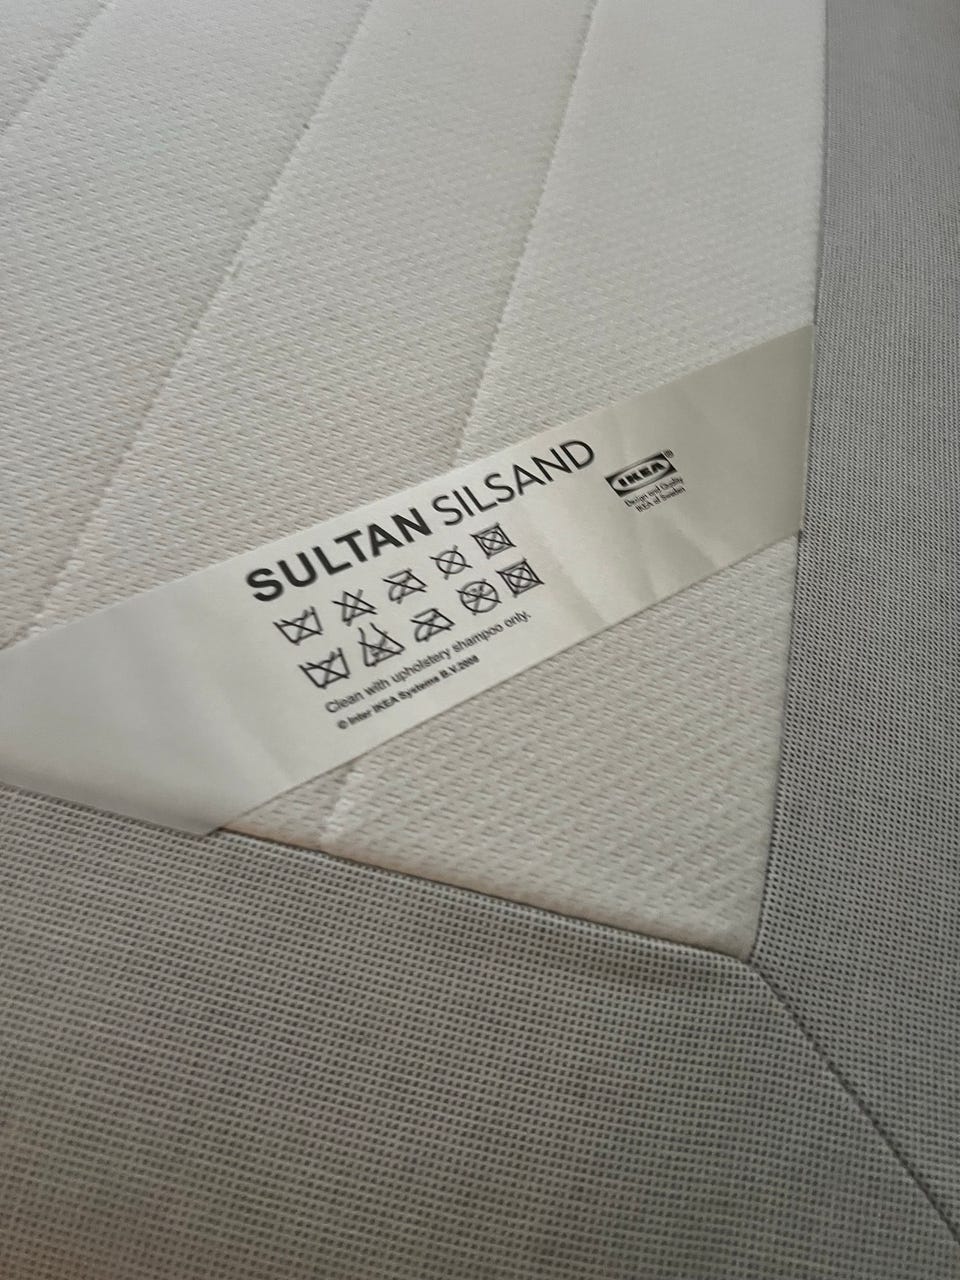 SULTAN SILSAND
IKEA®
Design and Quality
IKEA of Sweden
Clean with upholstery shampoo only.
© Inter IKEA Systems B.V.2008